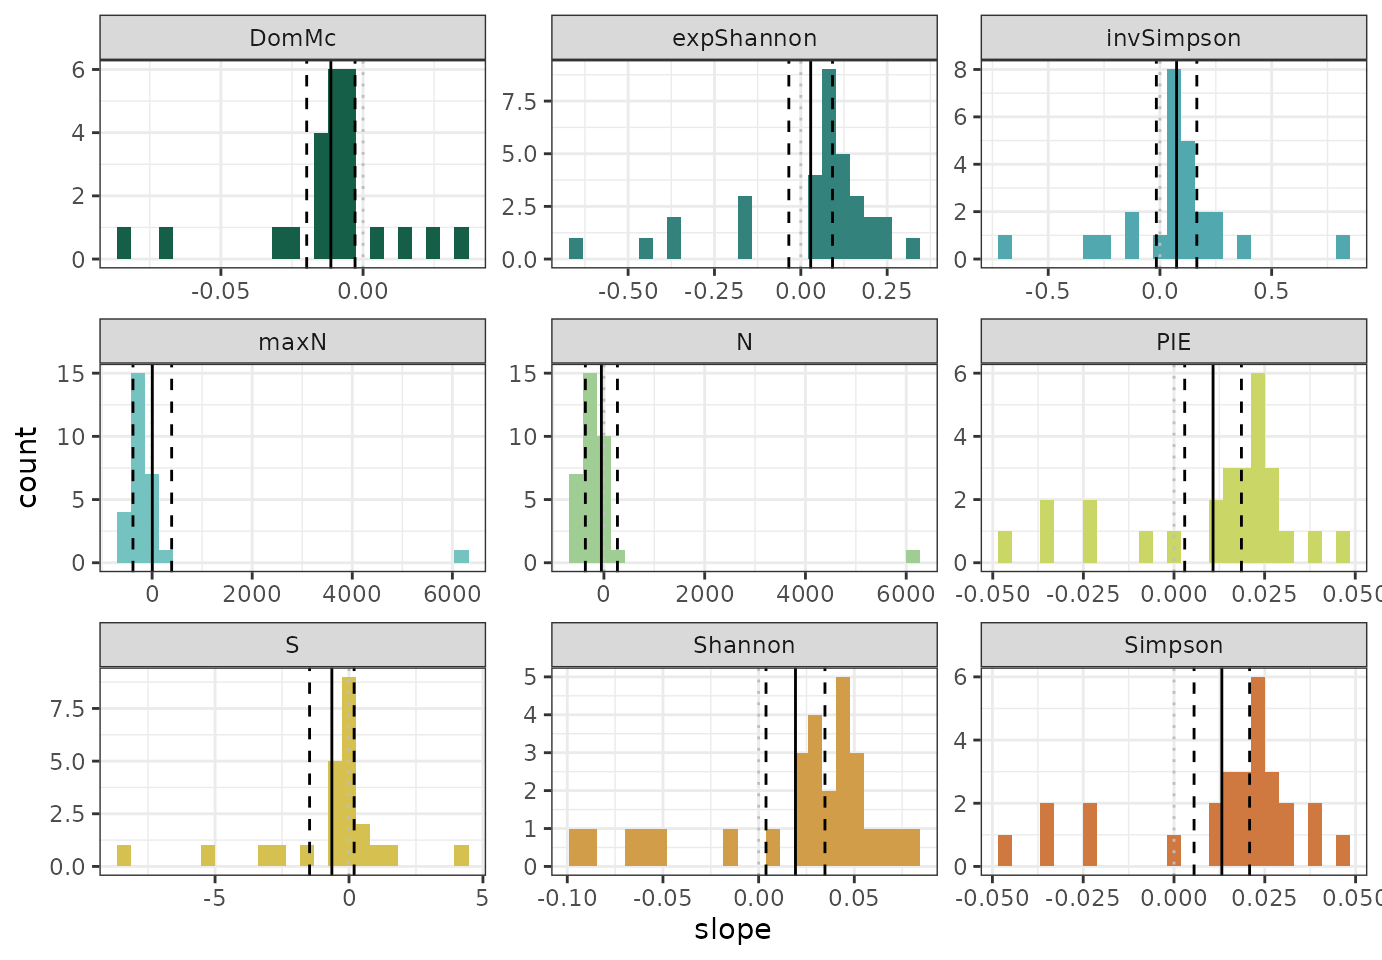 DomMc expShannon invSimpson
6 4 2 0
7.5 5.0 2.5 0.0
8 6 4 2 0
-0.05 0.00
-0.50 -0.25 0.00 0.25
-0.5 0.0 0.5
maxN N PIE
15 10 5 0
15 10 5 0
6 4 2 0
0 2000 4000 6000
0 2000 4000 6000
-0.050 -0.025 0.000 0.025 0.050
S Shannon Simpson
7.5 5.0 2.5 0.0
5 4 3 2 1 0
6 4 2 0
-5 0 5
-0.10 -0.05 0.00 0.05
-0.050 -0.025 0.000 0.025 0.050
count
slope